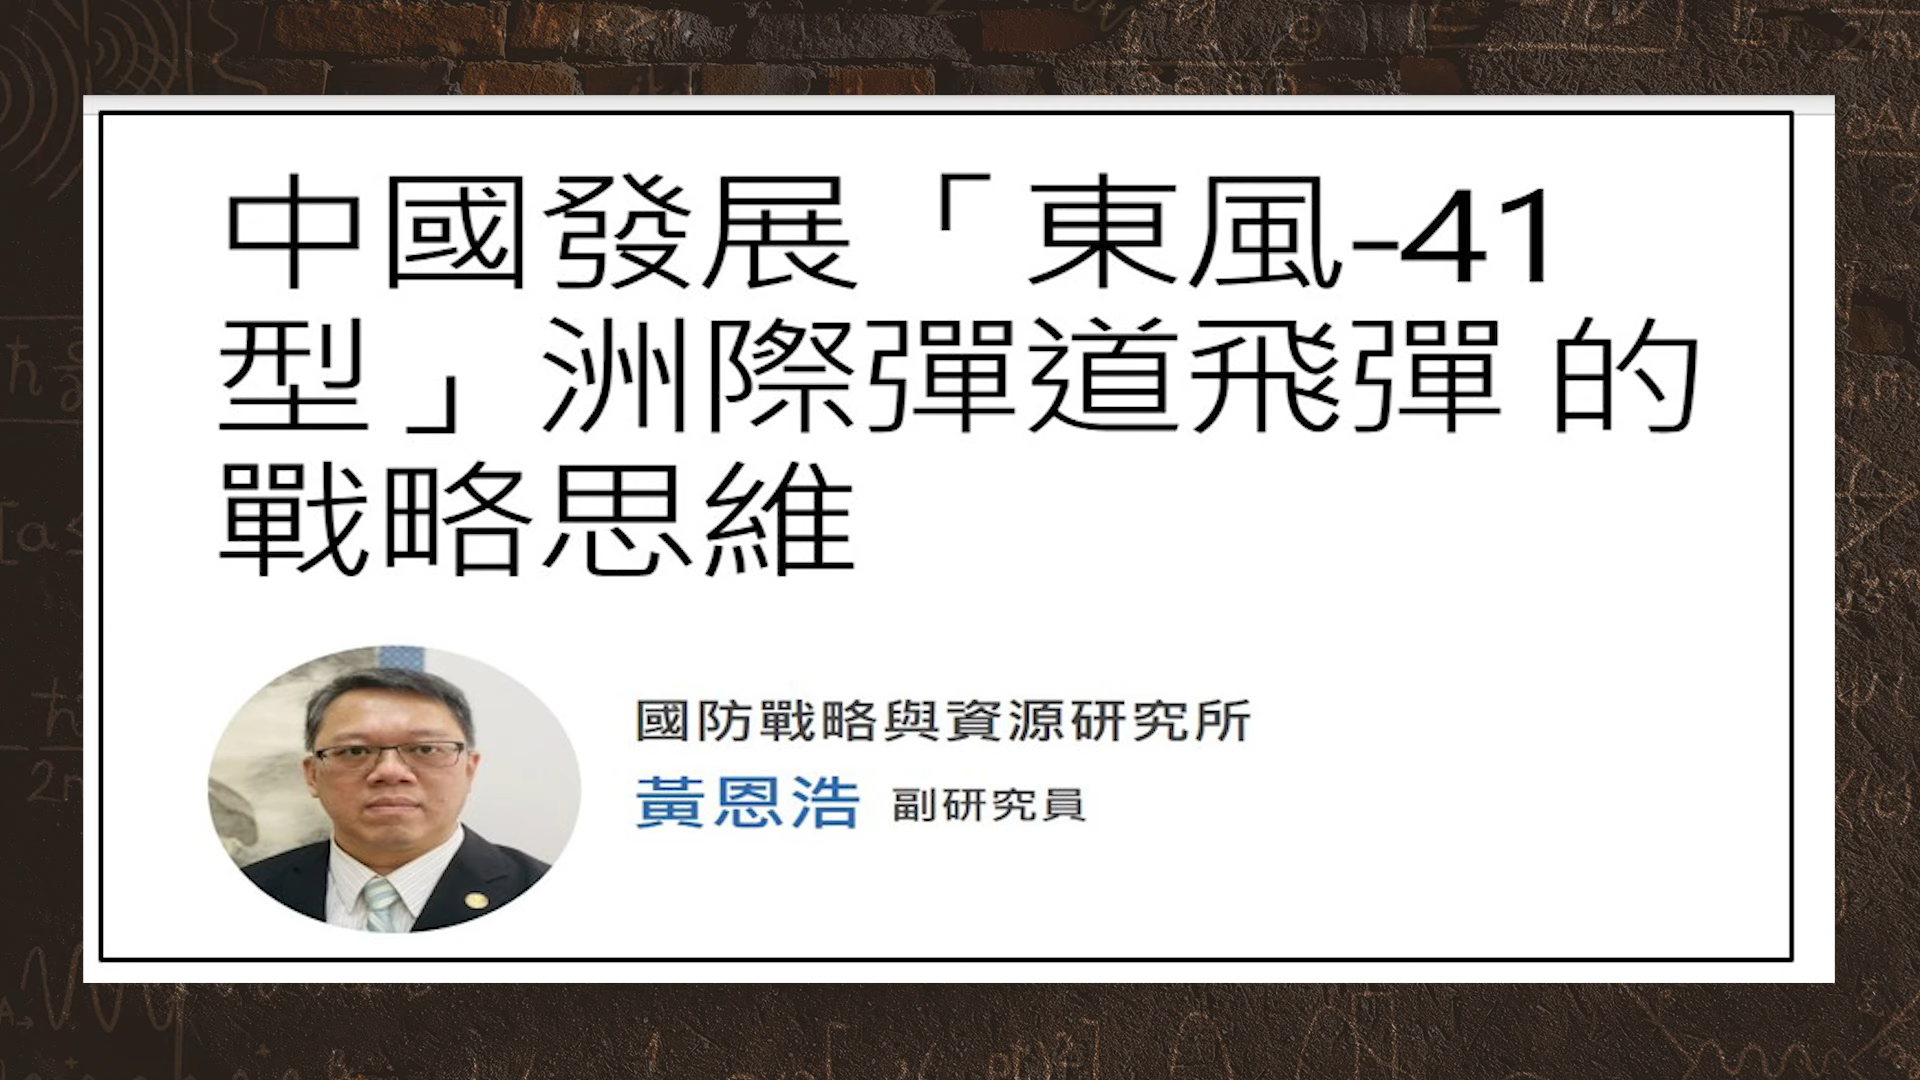 中國發展「東風-41
型」洲際彈道飛彈 的
戰略思維
國防戰略與資源研究所
黃恩浩 副研究員